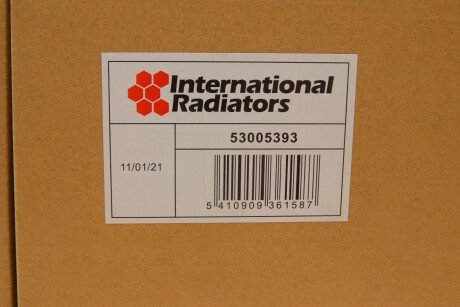 International
Radiators
53005393
11/01/21
5 410909 361587